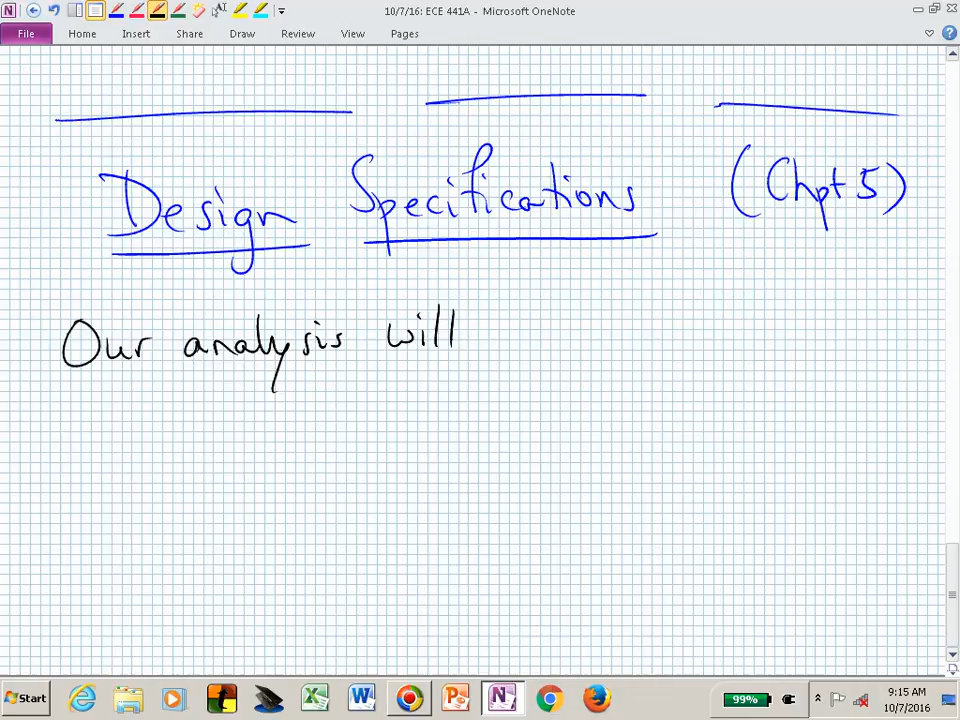 10/7/16: ECE 441A - Microsoft OneNote
File Home Insert Share Draw Review View Pages
Design Specifications (Chpt 5)
Our analysis will
Start
99%
9:15 AM
10/7/2016